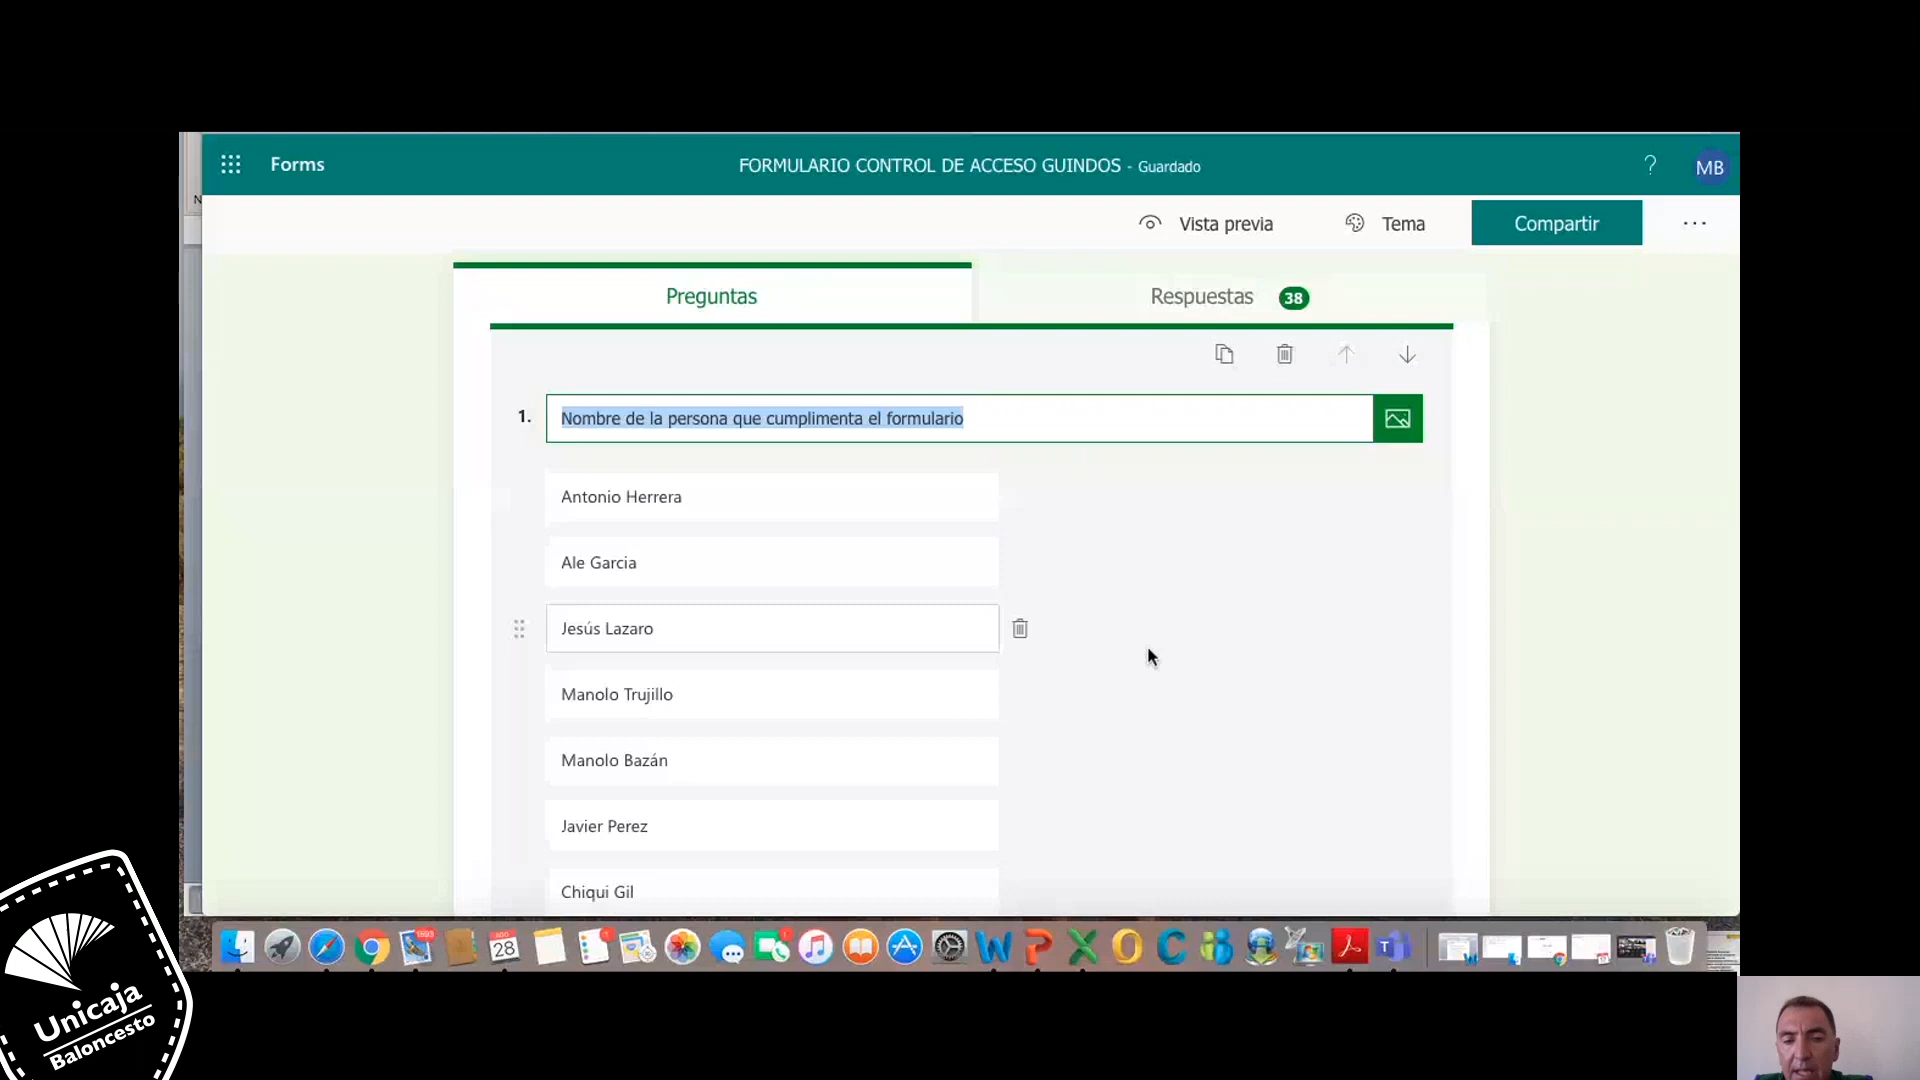 Forms
FORMULARIO CONTROL DE ACCESO GUINDOS - Guardado
?
MB
N
Vista previa
Tema
Compartir
...
Preguntas
Respuestas 38
1. Nombre de la persona que cumplimenta el formulario
Antonio Herrera
Ale Garcia
Jesús Lazaro
Manolo Trujillo
Manolo Bazán
Javier Perez
Chiqui Gil
28
Unicaja
Baloncesto